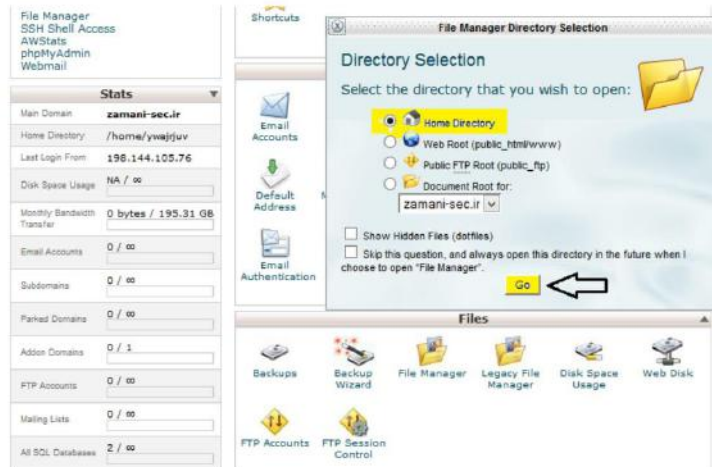 File Manager
SSH Shell Access
AWStats
phpMyAdmin
Webmail
Stats
Main Domain zamani-sec.ir
Home Directory /home/ywajrjuv
Last Login From 198.144.105.76
Disk Space Usage NA / ∞
Monthly Bandwidth Transfer 0 bytes / 195.31 GB
Email Accounts 0 / ∞
Subdomains 0 / ∞
Parked Domains 0 / ∞
Addon Domains 0 / 1
FTP Accounts 0 / ∞
Mailing Lists 0 / ∞
All SQL Databases 2 / ∞
Shortcuts
Email Accounts
Default Address
Email Authentication
File Manager Directory Selection
Directory Selection
Select the directory that you wish to open:
Home Directory
Web Root (public_html/www)
Public FTP Root (public_ftp)
Document Root for:
zamani-sec.ir
Show Hidden Files (dotfiles)
Skip this question, and always open this directory in the future when I
choose to open "File Manager".
Go
Files
Backups
Backup Wizard
File Manager
Legacy File Manager
Disk Space Usage
Web Disk
FTP Accounts
FTP Session Control